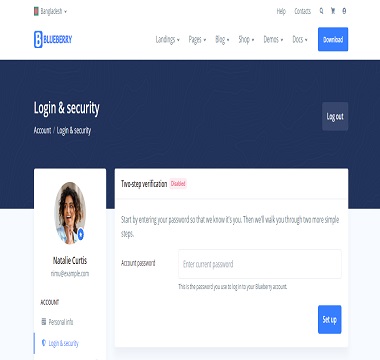 Bangladesh
Help Contacts
BLUEBERRY
Landings Pages Blog Shop Demos Docs Download
Login & security
Account / Login & security
Log out
Two-step verification Disabled
Start by entering your password so that we know it's you. Then we'll walk you through two more simple
steps.
Account password Enter current password
This is the password you use to log in to your Blueberry account.
Set up
Natalie Curtis
nimu@example.com
ACCOUNT
Personal info
Login & security